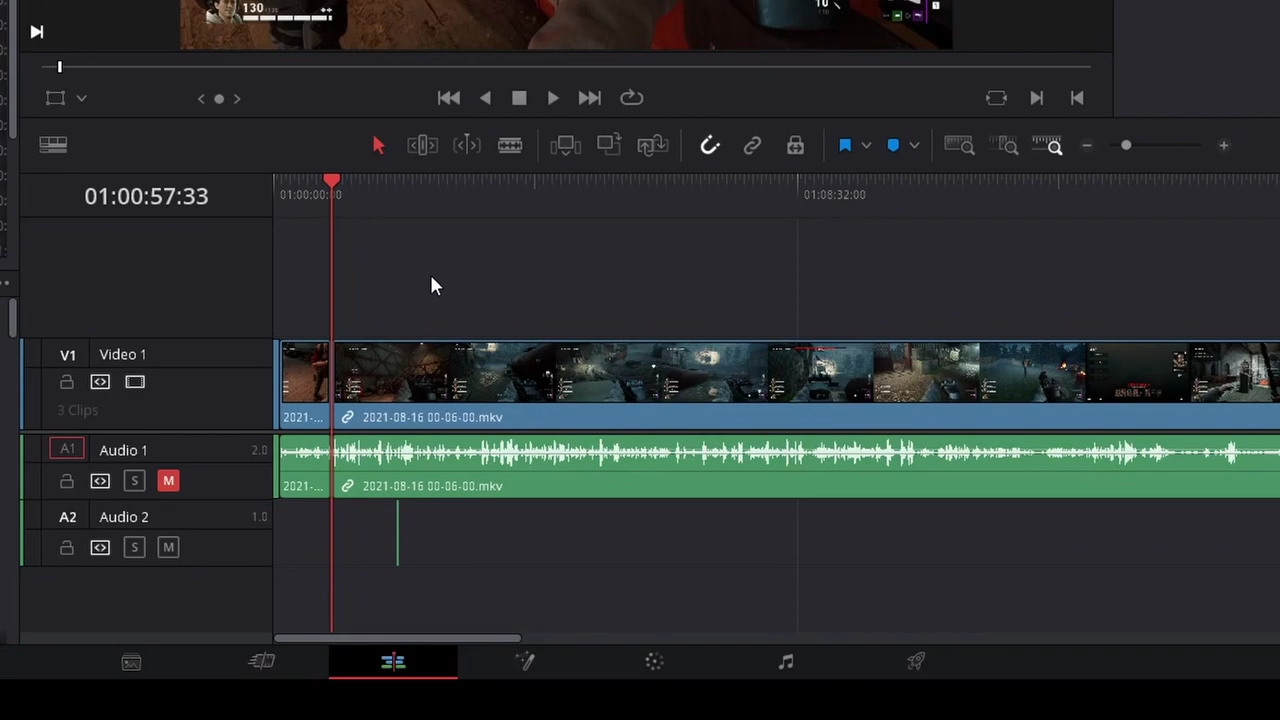 130
10
01:00:57:33
01:00:00:00
01:08:32:00
V1 Video 1
3 Clips
2021-...
2021-08-16 00-06-00.mkv
A1 Audio 1 2.0
S M
2021-...
2021-08-16 00-06-00.mkv
A2 Audio 2 1.0
S M